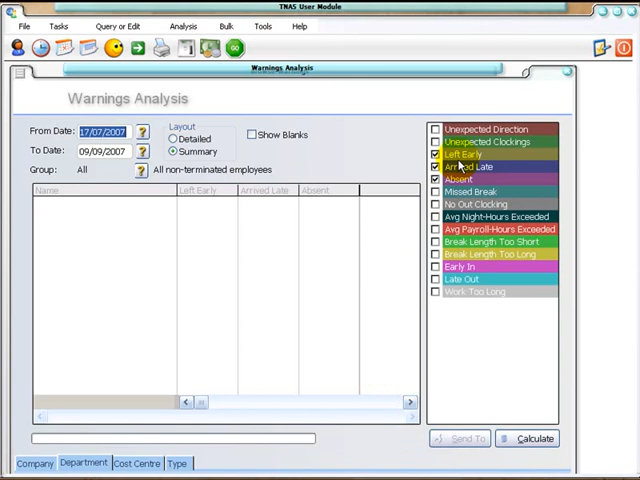 TNAS User Module
File Tasks Query or Edit Analysis Bulk Tools Help
GO
Warnings Analysis
Warnings Analysis
From Date: 17/07/2007 ?
To Date: 09/09/2007 ?
Group: All ? All non-terminated employees
Layout
Detailed
Summary
Show Blanks
Name Left Early Arrived Late Absent
Unexpected Direction
Unexpected Clockings
Left Early
Arrived Late
Absent
Missed Break
No Out Clocking
Avg Night-Hours Exceeded
Avg Payroll-Hours Exceeded
Break Length Too Short
Break Length Too Long
Early In
Late Out
Work Too Long
Send To Calculate
Company Department Cost Centre Type